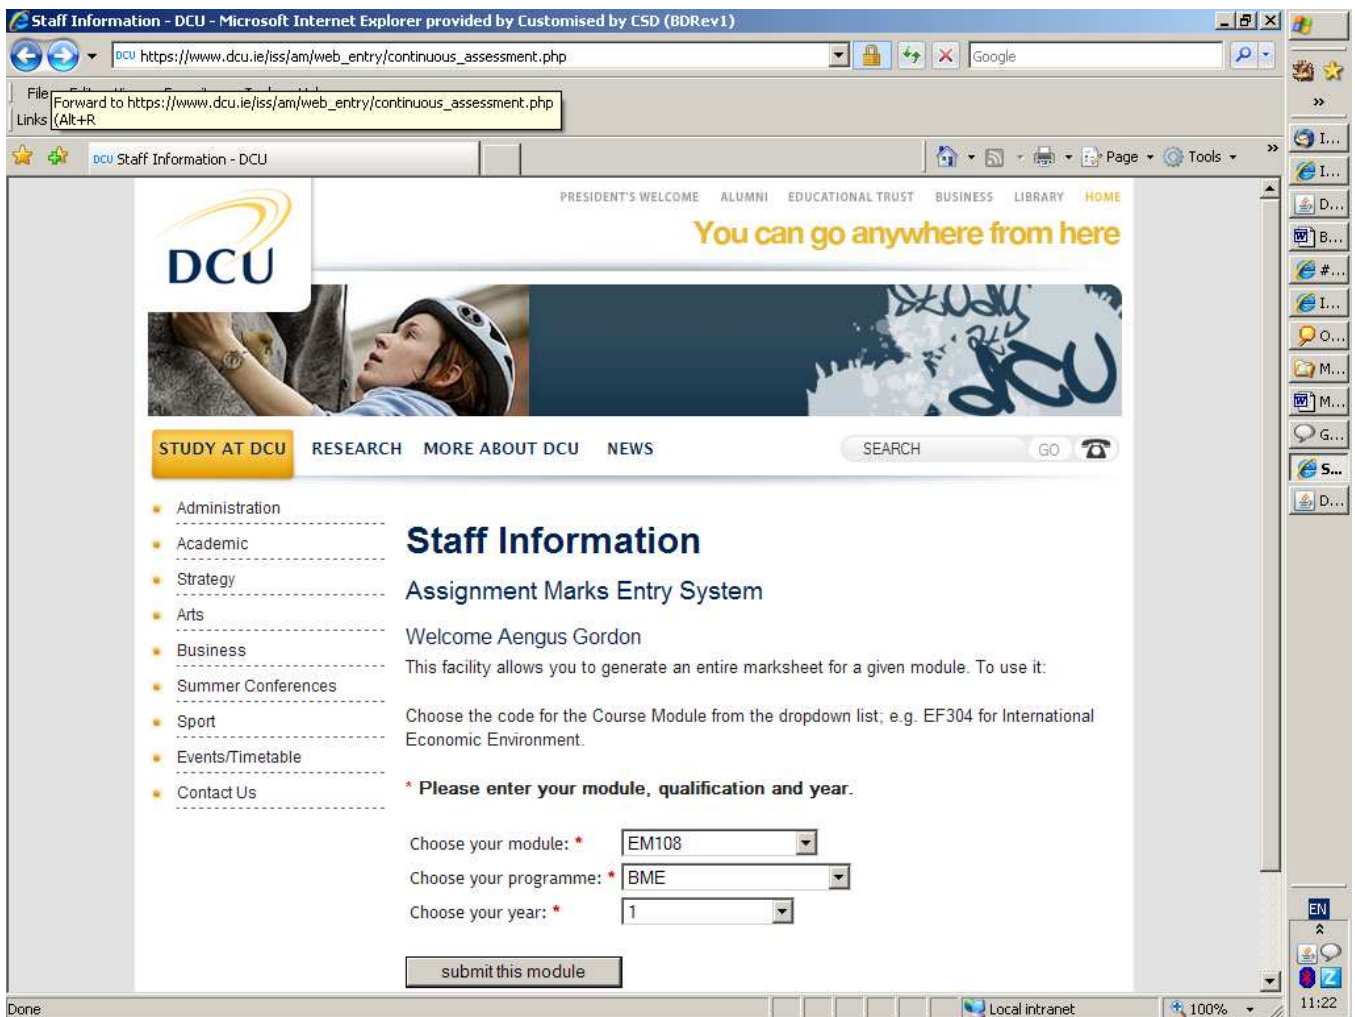 Staff Information - DCU - Microsoft Internet Explorer provided by Customised by CSD (BDRev1)
DCU https://www.dcu.ie/iss/am/web_entry/continuous_assessment.php
Google
File
Forward to https://www.dcu.ie/iss/am/web_entry/continuous_assessment.php
Links (Alt+R
DCU Staff Information - DCU
Page
Tools
»
PRESIDENT'S WELCOME ALUMNI EDUCATIONAL TRUST BUSINESS LIBRARY HOME
You can go anywhere from here
DCU
study
at
DCU
STUDY AT DCU RESEARCH MORE ABOUT DCU NEWS SEARCH GO
Administration
Academic
Strategy
Arts
Business
Summer Conferences
Sport
Events/Timetable
Contact Us
Staff Information
Assignment Marks Entry System
Welcome Aengus Gordon
This facility allows you to generate an entire marksheet for a given module. To use it:
Choose the code for the Course Module from the dropdown list; e.g. EF304 for International
Economic Environment.
* Please enter your module, qualification and year.
Choose your module: * EM108
Choose your programme: * BME
Choose your year: * 1
submit this module
Done
Local intranet
100%
»
I...
I...
D...
B...
#...
I...
O...
M...
M...
G...
S...
D...
EN
11:22